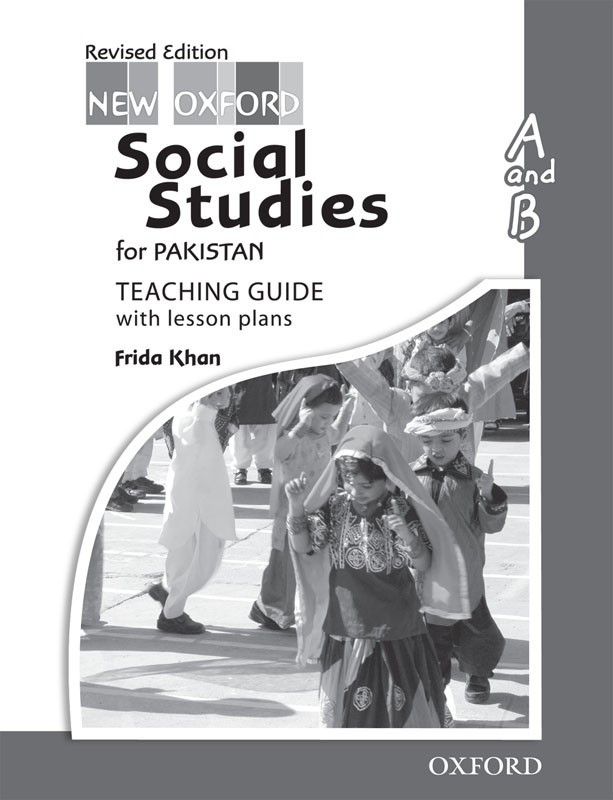 Revised Edition
NEW OXFORD
Social
Studies
for PAKISTAN
TEACHING GUIDE
with lesson plans
Frida Khan
A
and
B
OXFORD